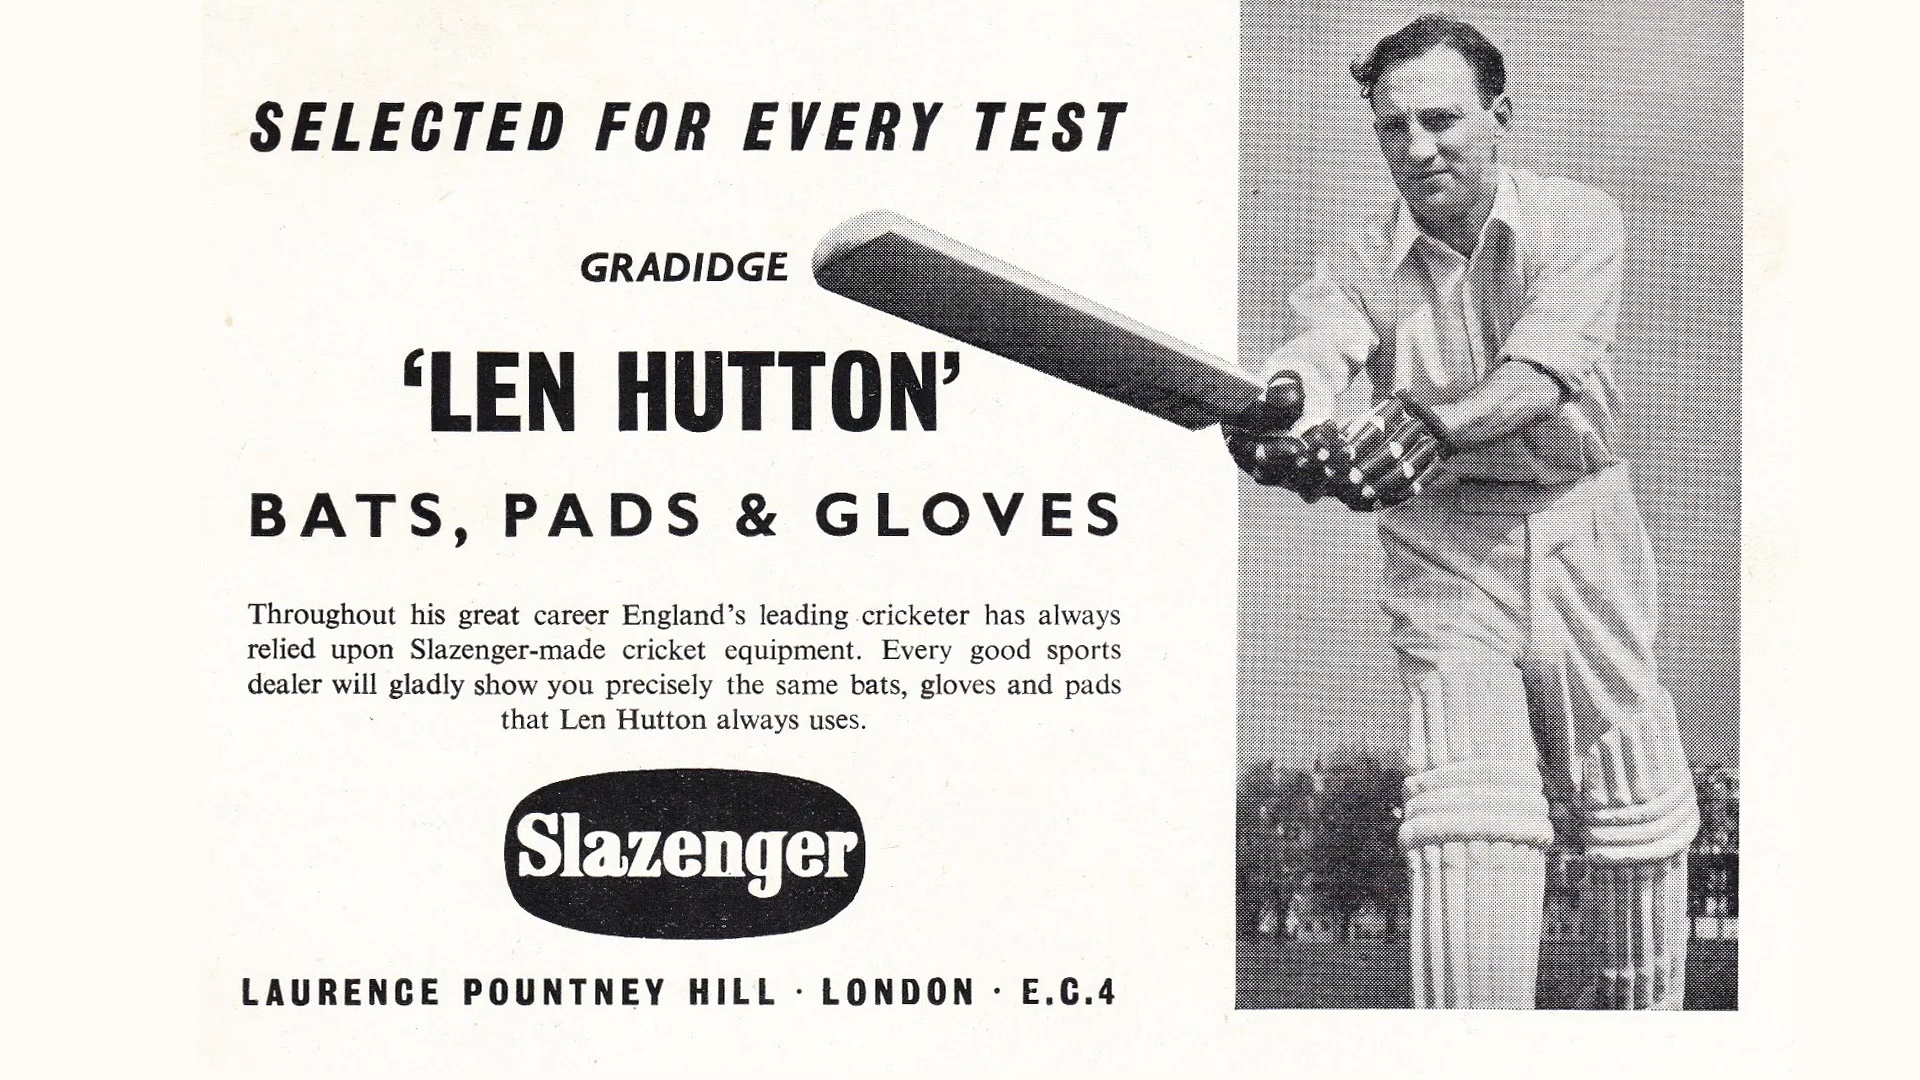 SELECTED FOR EVERY TEST
GRADIDGE
‘LEN HUTTON’
BATS, PADS & GLOVES
Throughout his great career England’s leading cricketer has always
relied upon Slazenger-made cricket equipment. Every good sports
dealer will gladly show you precisely the same bats, gloves and pads
that Len Hutton always uses.
Slazenger
LAURENCE POUNTNEY HILL · LONDON · E.C.4